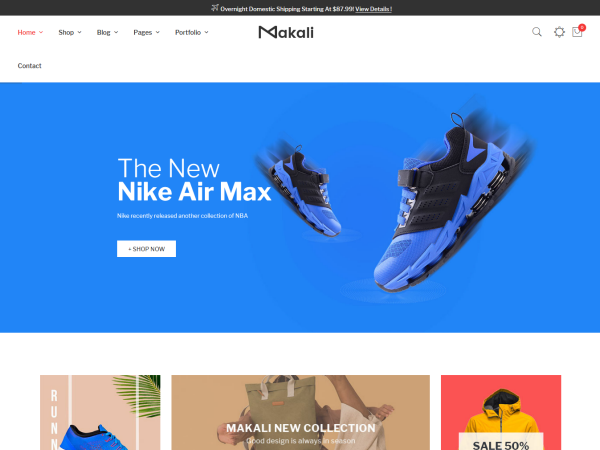 Overnight Domestic Shipping Starting At $87.99! View Details !
Home Shop Blog Pages Portfolio
Makali
0
Contact
The New
Nike Air Max
Nike recently released another collection of NBA
+ SHOP NOW
RUNN
MAKALI NEW COLLECTION
Good design is always in season
SALE 50%